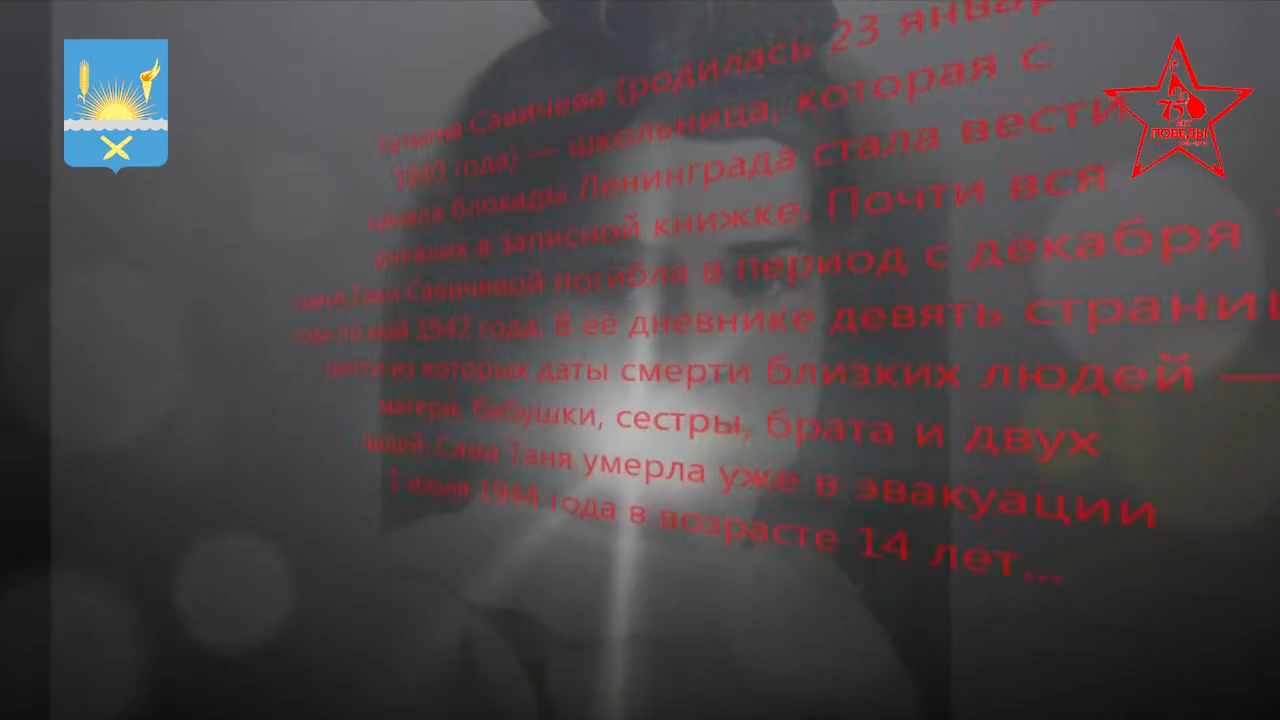 Татьяна Савичева (родилась 23 январ
1930 года) — школьница, которая с
начала блокады Ленинграда стала вести
дневник в записной книжке. Почти вся
семья Тани Савичевой погибла в период с декабря
года по май 1942 года. В её дневнике девять страниц
шести из которых даты смерти близких людей —
матери, бабушки, сестры, брата и двух
дядей. Сама Таня умерла уже в эвакуации
1 июля 1944 года в возрасте 14 лет...
75
ЛЕТ
ПОБЕДЫ